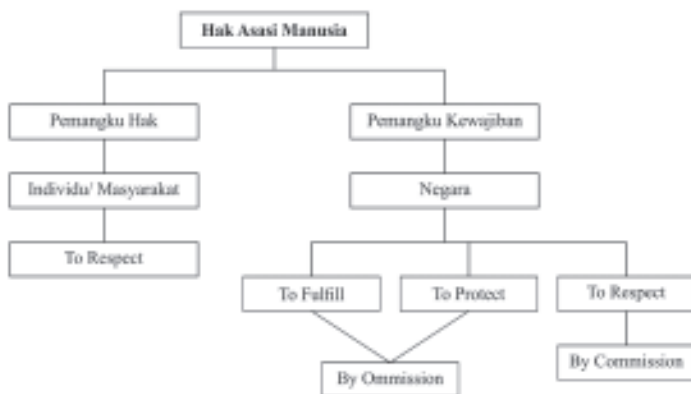 Hak Asasi Manusia
Pemangku Hak
Pemangku Kewajiban
Individu/ Masyarakat
Negara
To Respect
To Fulfill
To Protect
To Respect
By Ommission
By Commission